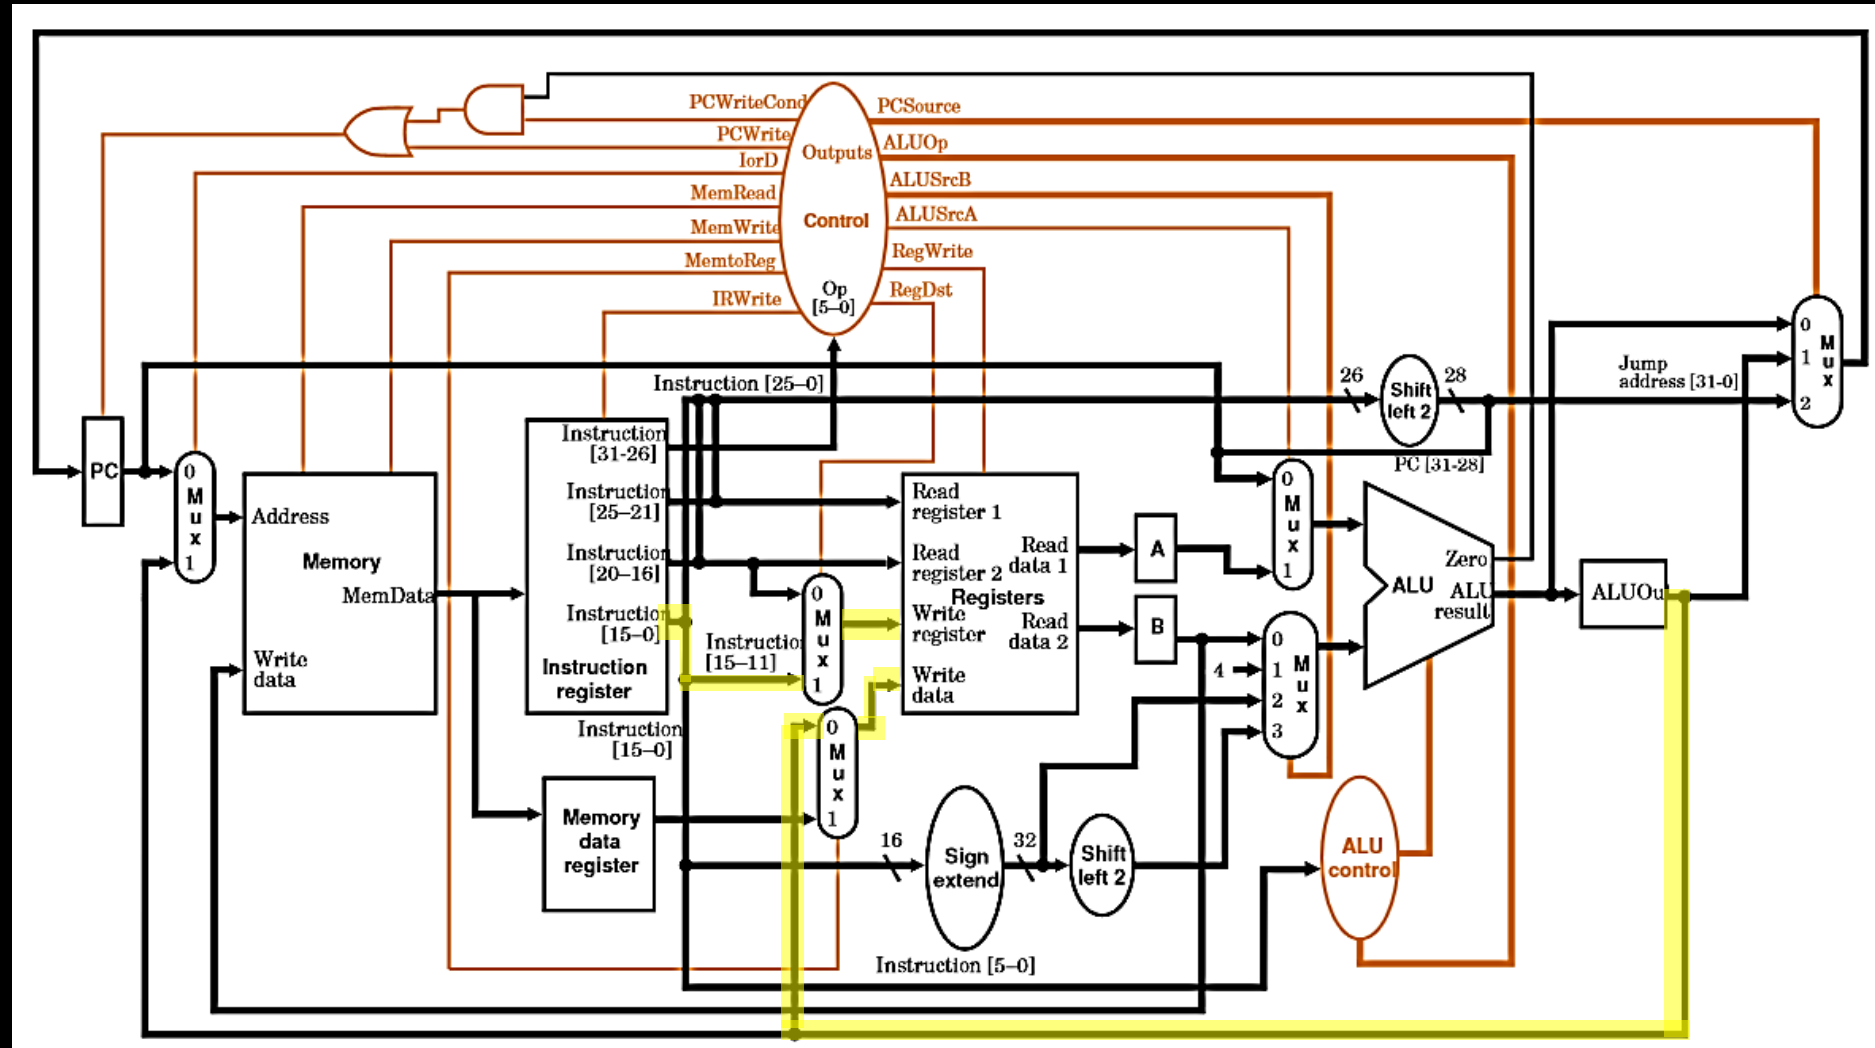 PCWriteCond
PCWrite
IorD
MemRead
MemWrite
MemtoReg
IRWrite
Outputs
Control
Op
[5–0]
PCSource
ALUOp
ALUSrcB
ALUSrcA
RegWrite
RegDst
Instruction [25–0]
26
Shift
left 2
28
Jump
address [31-0]
PC [31-28]
0
1
2
M
u
x
PC
0
M
u
x
1
Address
Memory
MemData
Write
data
Instruction
[31-26]
Instruction
[25–21]
Instruction
[20–16]
Instruction
[15–0]
Instruction
register
Instruction
[15–0]
Instruction
[15–11]
Memory
data
register
0
M
u
x
1
0
M
u
x
1
Read
register 1
Read
register 2
Registers
Write
register
Write
data
Read
data 1
Read
data 2
A
B
0
M
u
x
1
4
0
1
2
3
M
u
x
Zero
ALU
ALU
result
ALUOu
16
Sign
extend
32
Shift
left 2
ALU
control
Instruction [5–0]